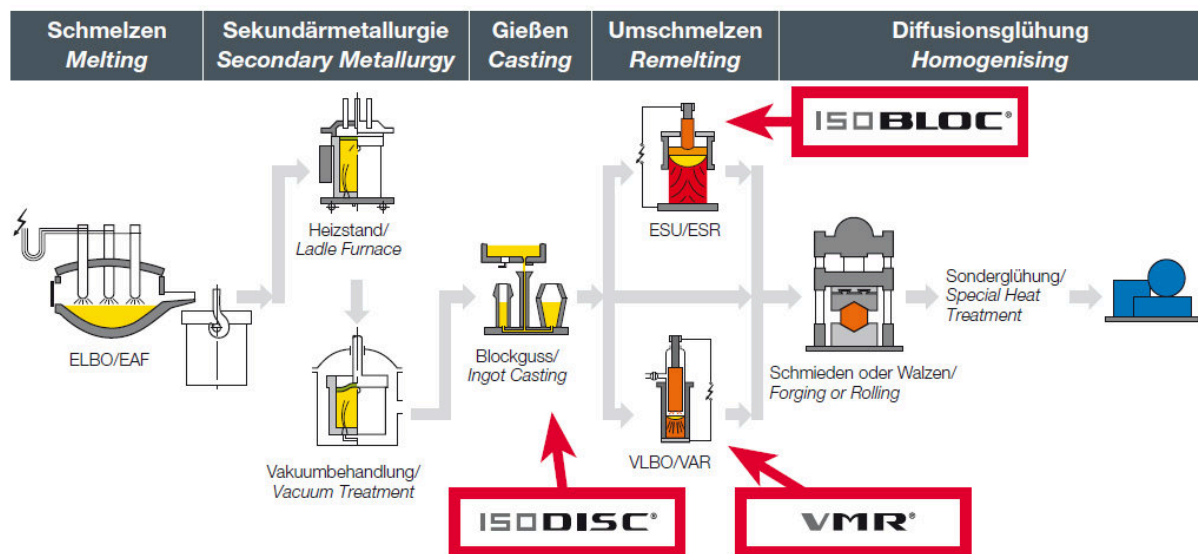 Schmelzen
Melting
Sekundärmetallurgie
Secondary Metallurgy
Gießen
Casting
Umschmelzen
Remelting
Diffusionsglühung
Homogenising
ISOBLOC®
Heizstand/
Ladle Furnace
ESU/ESR
Sonderglühung/
Special Heat
Treatment
ELBO/EAF
Blockguss/
Ingot Casting
Schmieden oder Walzen/
Forging or Rolling
Vakuumbehandlung/
Vacuum Treatment
VLBO/VAR
ISODISC®
VMR®